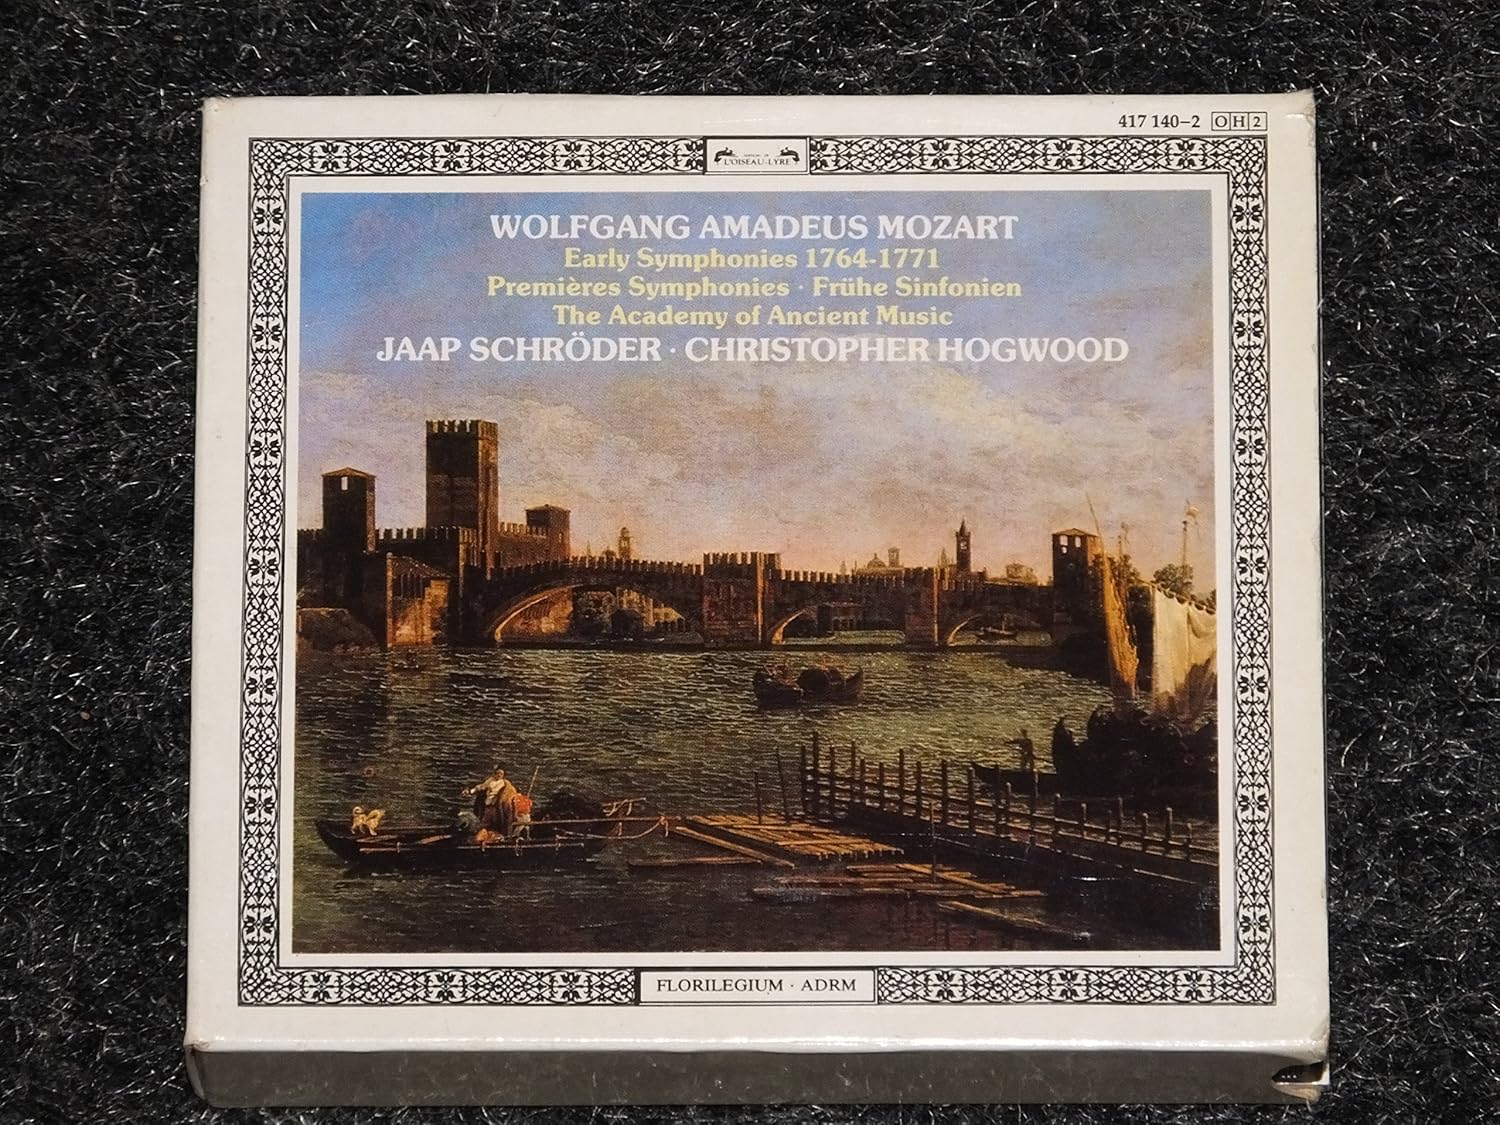 417 140-2 OH2
L'OISEAU-LYRE
WOLFGANG AMADEUS MOZART
Early Symphonies 1764-1771
Premières Symphonies · Frühe Sinfonien
The Academy of Ancient Music
JAAP SCHRÖDER · CHRISTOPHER HOGWOOD
FLORILEGIUM · ADRM